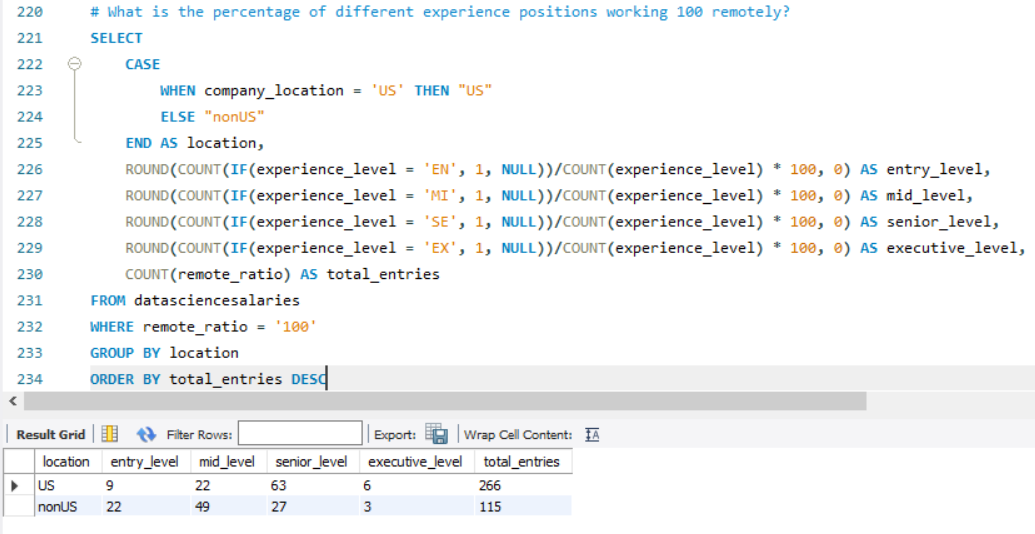 220 # What is the percentage of different experience positions working 100 remotely?
221 SELECT
222 CASE
223 WHEN company_location = 'US' THEN "US"
224 ELSE "nonUS"
225 END AS location,
226 ROUND(COUNT(IF(experience_level = 'EN', 1, NULL))/COUNT(experience_level) * 100, 0) AS entry_level,
227 ROUND(COUNT(IF(experience_level = 'MI', 1, NULL))/COUNT(experience_level) * 100, 0) AS mid_level,
228 ROUND(COUNT(IF(experience_level = 'SE', 1, NULL))/COUNT(experience_level) * 100, 0) AS senior_level,
229 ROUND(COUNT(IF(experience_level = 'EX', 1, NULL))/COUNT(experience_level) * 100, 0) AS executive_level,
230 COUNT(remote_ratio) AS total_entries
231 FROM datasciencesalaries
232 WHERE remote_ratio = '100'
233 GROUP BY location
234 ORDER BY total_entries DESC
Result Grid Filter Rows: Export: Wrap Cell Content: IA
location entry_level mid_level senior_level executive_level total_entries
US 9 22 63 6 266
nonUS 22 49 27 3 115